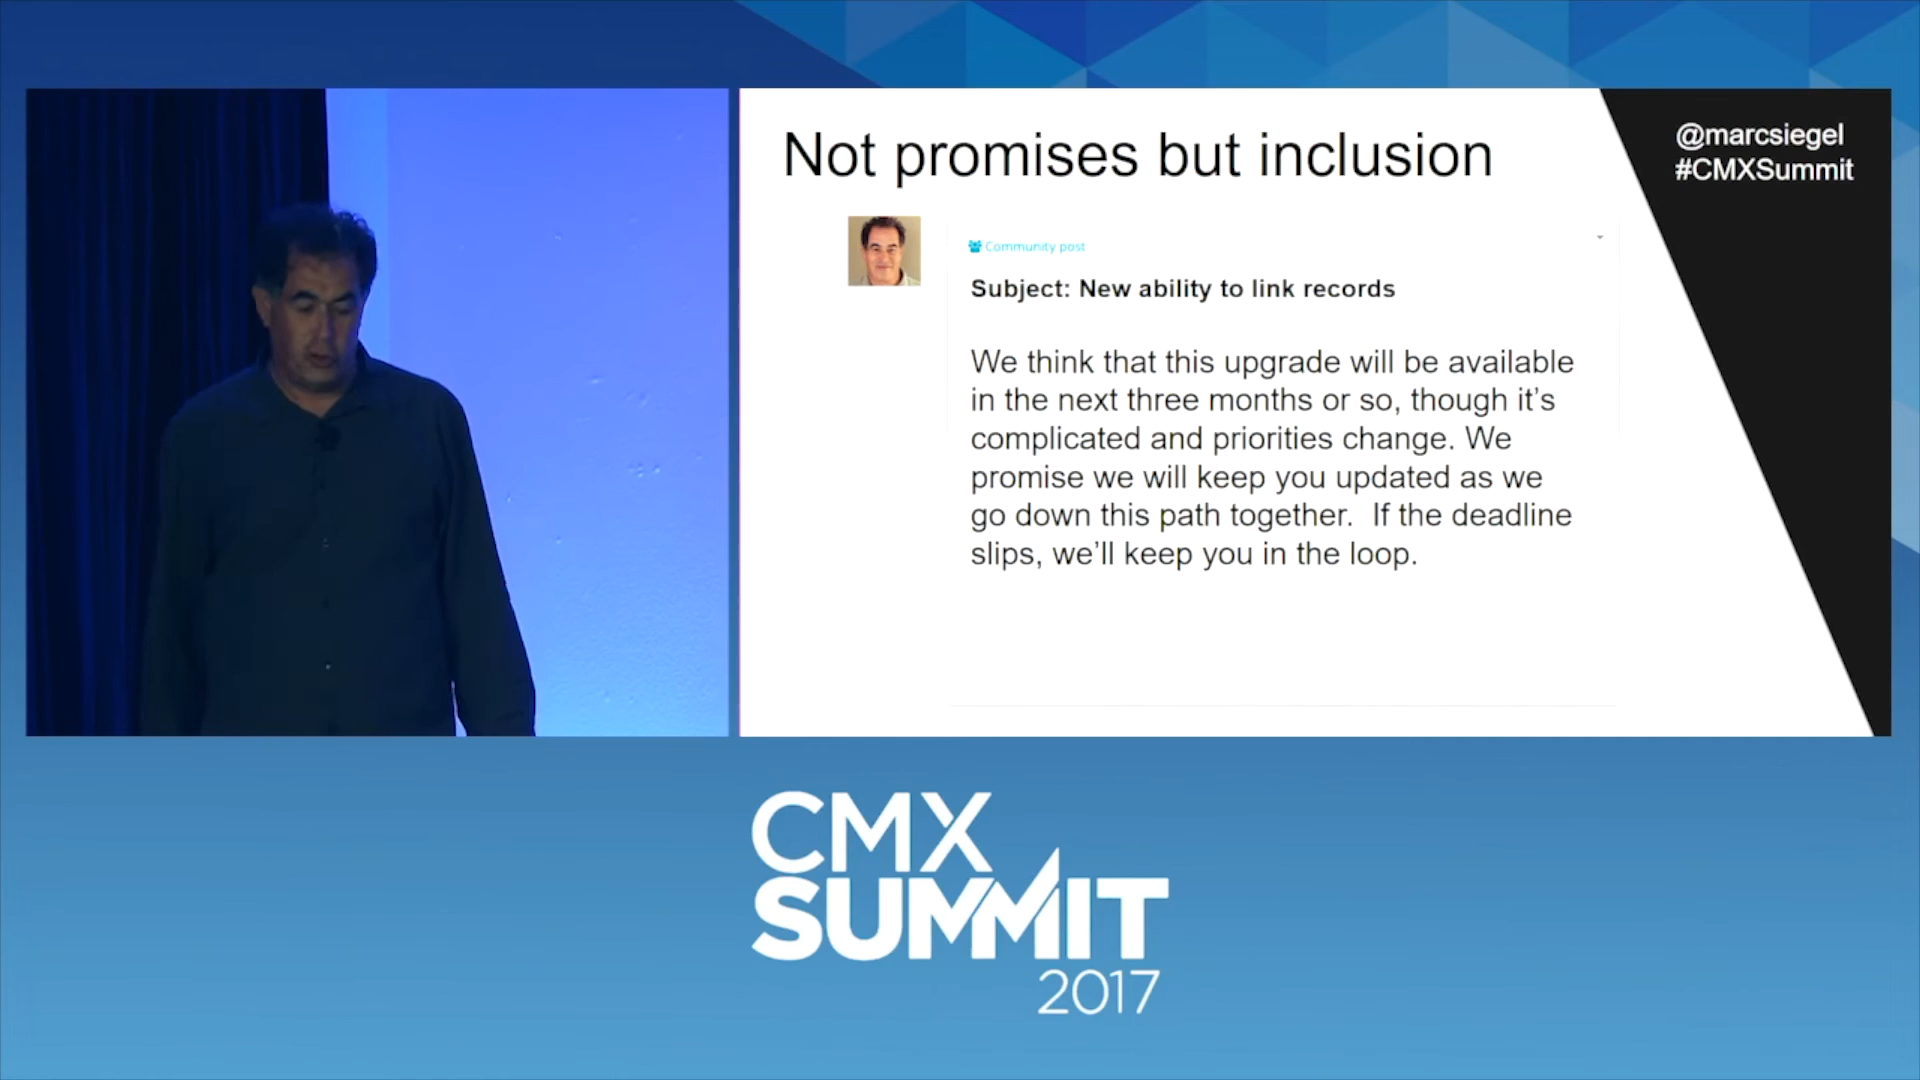 Not promises but inclusion
@marcsiegel
#CMXSummit
Community post
Subject: New ability to link records
We think that this upgrade will be available
in the next three months or so, though it’s
complicated and priorities change. We
promise we will keep you updated as we
go down this path together.  If the deadline
slips, we’ll keep you in the loop.
CMX
SUMMIT
2017